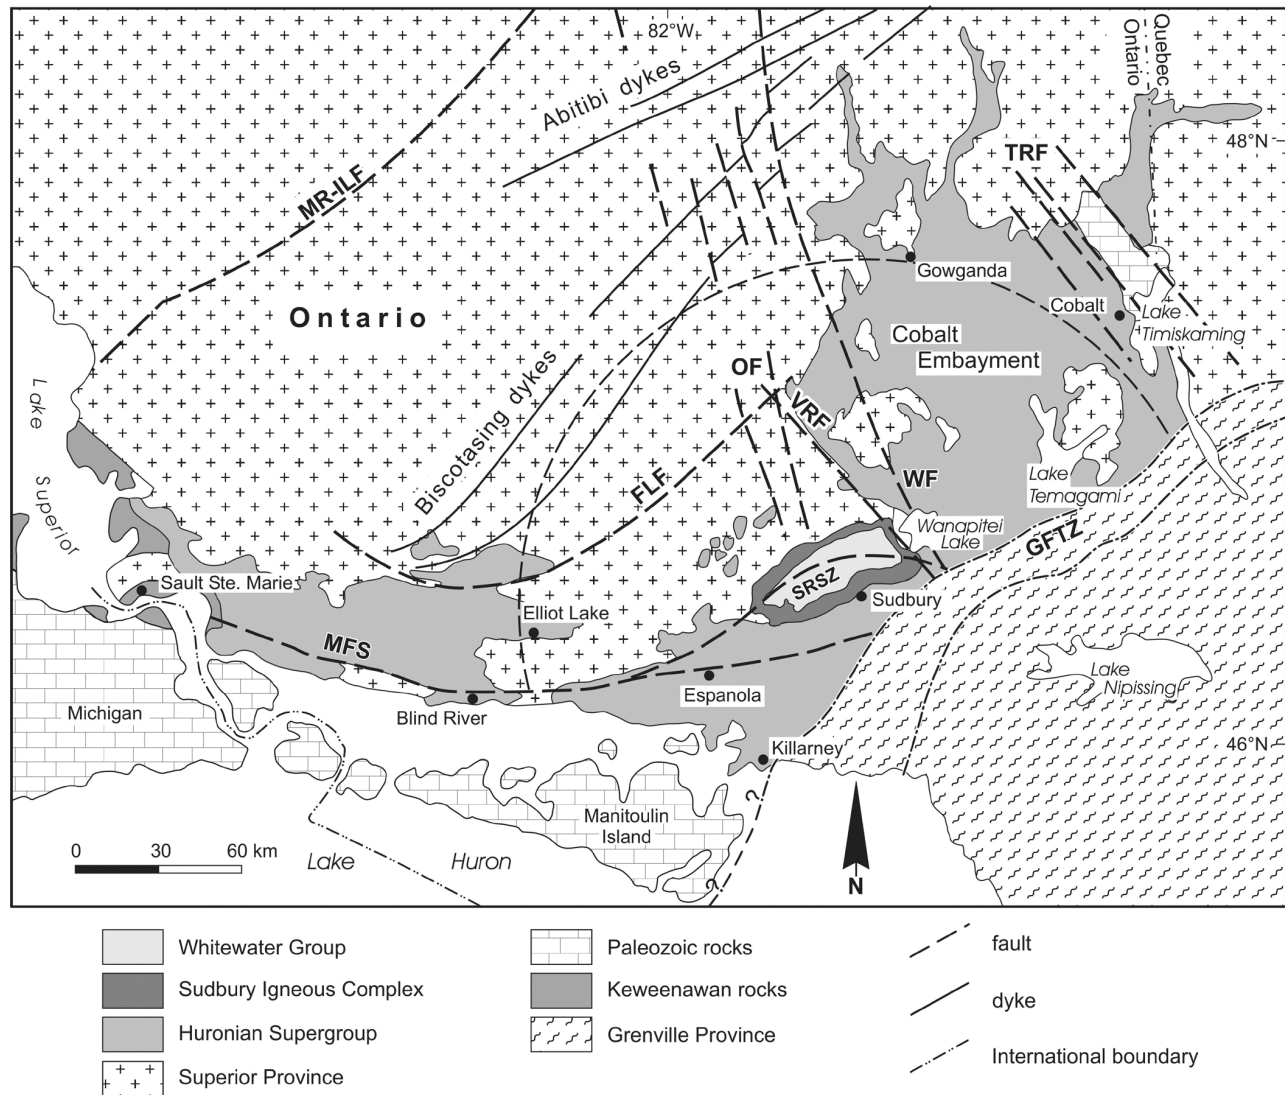 82°W
Quebec
Ontario
Abitibi dykes
48°N
TRF
MR-ILF
Gowganda
Ontario
Cobalt
Lake
Timiskaming
Cobalt
Embayment
OF
VRF
Lake
Superior
Biscotasing dykes
FLF
WF
Lake
Temagami
Wanapitei
Lake
GFTZ
SRSZ
Sault Ste. Marie
Sudbury
Elliot Lake
MFS
Lake
Nipissing
Espanola
Blind River
Michigan
Killarney
46°N
?
Manitoulin
Island
0 30 60 km
Lake Huron
?
N
Whitewater Group
Sudbury Igneous Complex
Huronian Supergroup
Superior Province
Paleozoic rocks
Keweenawan rocks
Grenville Province
fault
dyke
International boundary